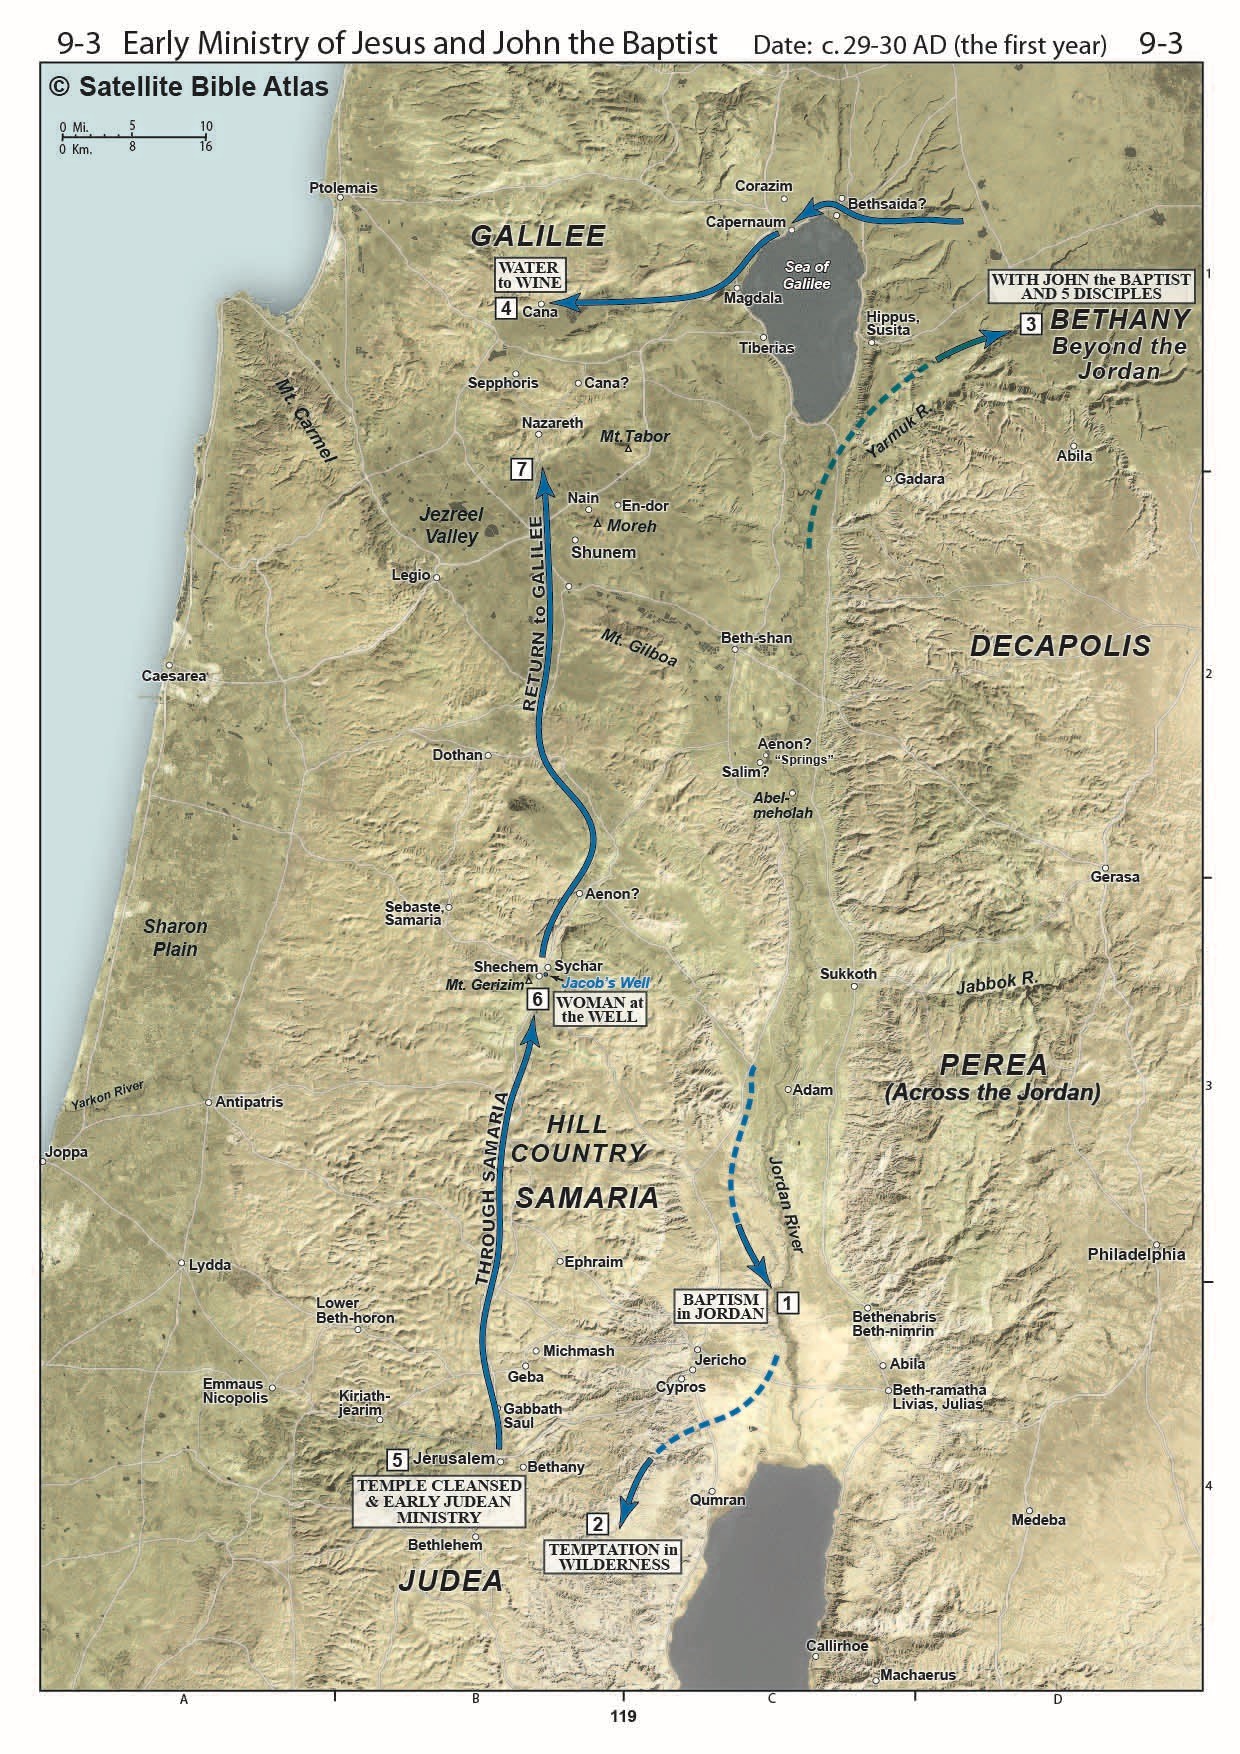 9-3 Early Ministry of Jesus and John the Baptist Date: c. 29-30 AD (the first year) 9-3
© Satellite Bible Atlas
0 Mi. 5 10
0 Km. 8 16
Ptolemais
Corazim
Bethsaida?
Capernaum
GALILEE
WATER
to WINE
4
Cana
Sea of
Galilee
Magdala
WITH JOHN the BAPTIST
AND 5 DISCIPLES
1
3
BETHANY
Beyond the
Jordan
Hippus,
Susita
Tiberias
Sepphoris
Cana?
Mt. Carmel
Nazareth
Mt. Tabor
Yarmuk R.
Abila
7
Gadara
Nain
En-dor
Moreh
Jezreel
Valley
Shunem
Legio
RETURN to GALILEE
Mt. Gilboa
Beth-shan
DECAPOLIS
Caesarea
2
Dothan
Aenon?
"Springs"
Salim?
Abel-
meholah
Gerasa
Aenon?
Sebaste,
Samaria
Sharon
Plain
Shechem
Sychar
Mt. Gerizim
Jacob's Well
6
WOMAN at
the WELL
Sukkoth
Jabbok R.
PEREA
(Across the Jordan)
3
Adam
Yarkon River
Antipatris
Joppa
HILL
COUNTRY
SAMARIA
THROUGH SAMARIA
Jordan River
Philadelphia
Lydda
Ephraim
BAPTISM
in JORDAN
1
Lower
Beth-horon
Bethenabris
Beth-nimrin
Michmash
Geba
Jericho
Cypros
Abila
Emmaus
Nicopolis
Kiriath-
jearim
Beth-ramatha
Livias, Julias
Gabbath
Saul
5
Jerusalem
Bethany
TEMPLE CLEANSED
& EARLY JUDEAN
MINISTRY
Qumran
4
Medeba
2
TEMPTATION in
WILDERNESS
Bethlehem
JUDEA
Callirhoe
Machaerus
A B C D
119